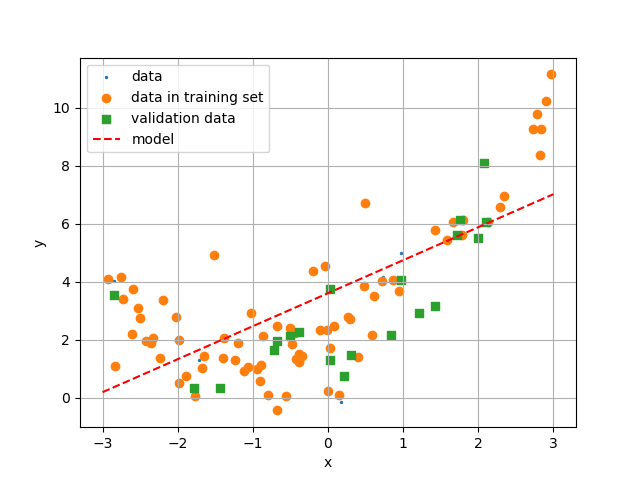 data
data in training set
validation data
model
10
8
6
4
2
0
y
−3 −2 −1 0 1 2 3
x